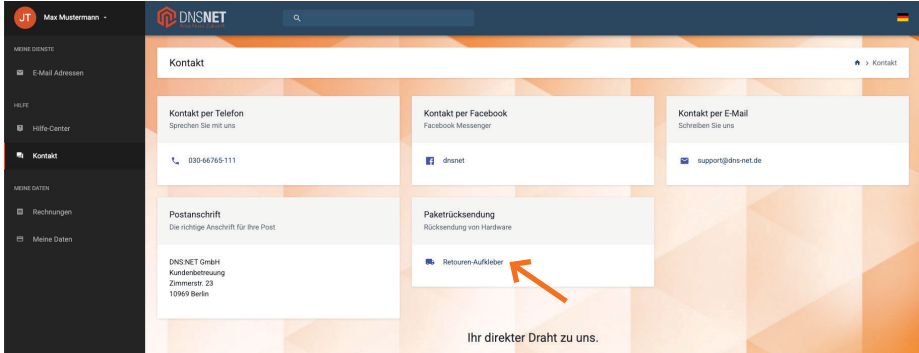 JT Max Mustermann
DNSNET
MEINE DIENSTE
E-Mail Adressen
HILFE
Hilfe-Center
Kontakt
MEINE DATEN
Rechnungen
Meine Daten
Kontakt
> Kontakt
Kontakt per Telefon
Sprechen Sie mit uns
030-66765-111
Kontakt per Facebook
Facebook Messenger
dnsnet
Kontakt per E-Mail
Schreiben Sie uns
support@dns-net.de
Postanschrift
Die richtige Anschrift für Ihre Post
DNS:NET GmbH
Kundenbetreuung
Zimmerstr. 23
10969 Berlin
Paketrücksendung
Rücksendung von Hardware
Retouren-Aufkleber
Ihr direkter Draht zu uns.